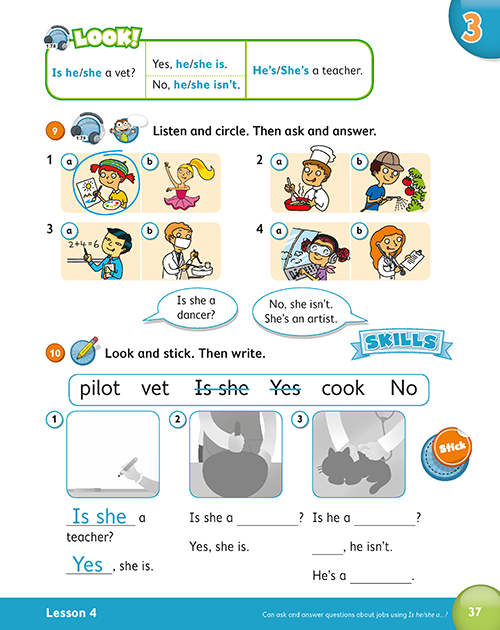 3
1:78
LOOK!
Is he/she a vet?
Yes, he/she is.
No, he/she isn't.
He's/She's a teacher.
9
1:79
Listen and circle. Then ask and answer.
1 a b
2 a b
2+4=6
3 a b
4 a b
Is she a
dancer?
No, she isn't.
She's an artist.
SKILLS
10 Look and stick. Then write.
pilot vet Is she Yes cook No
1 2 3
Stick
Is she a
teacher?
Yes, she is.
Is she a ________?
Yes, she is.
Is he a ________?
____, he isn't.
He's a ________.
Lesson 4
Can ask and answer questions about jobs using Is he/she a...?
37